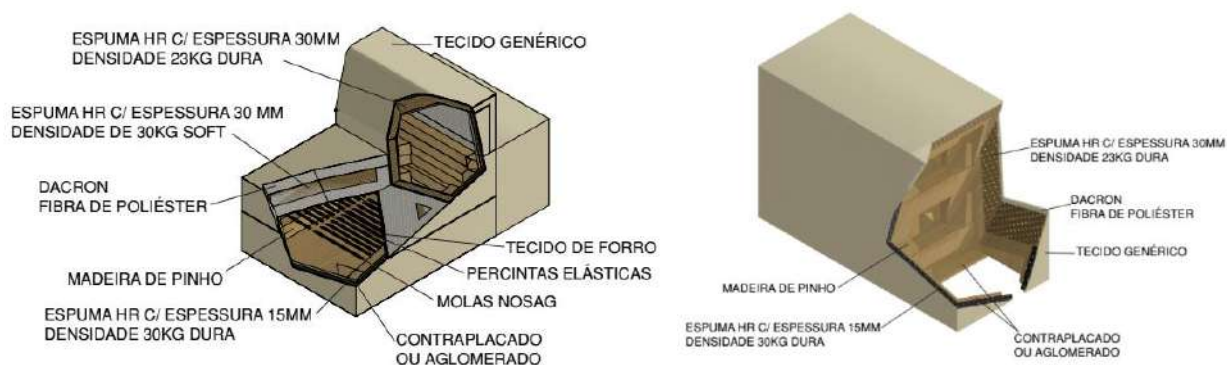 ESPUMA HR C/ ESPESSURA 30MM
DENSIDADE 23KG DURA
TECIDO GENÉRICO
ESPUMA HR C/ ESPESSURA 30 MM
DENSIDADE DE 30KG SOFT
DACRON
FIBRA DE POLIÉSTER
TECIDO DE FORRO
MADEIRA DE PINHO
PERCINTAS ELÁSTICAS
MOLAS NOSAG
ESPUMA HR C/ ESPESSURA 15MM
DENSIDADE 30KG DURA
CONTRAPLACADO
OU AGLOMERADO
ESPUMA HR C/ ESPESSURA 30MM
DENSIDADE 23KG DURA
DACRON
FIBRA DE POLIÉSTER
TECIDO GENÉRICO
MADEIRA DE PINHO
ESPUMA HR C/ ESPESSURA 15MM
DENSIDADE 30KG DURA
CONTRAPLACADO
OU AGLOMERADO